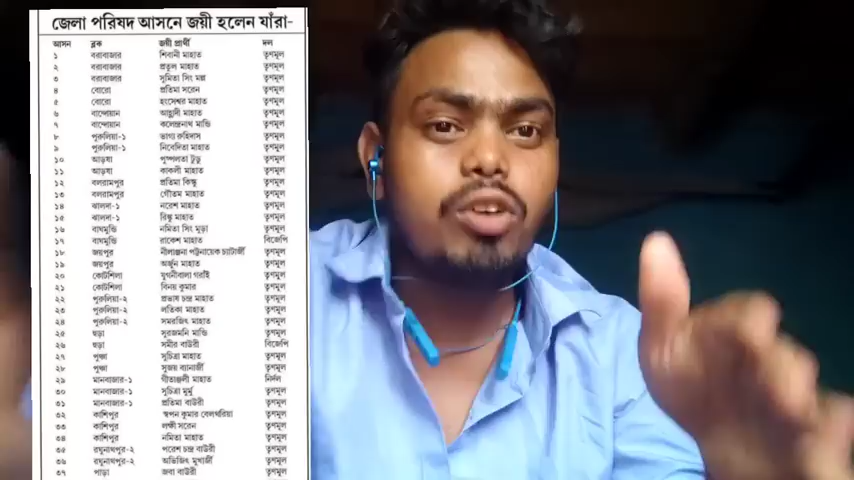 জেলা পরিষদ আসনে জয়ী হলেন যাঁরা-
আসন ব্লক জয়ী প্রার্থী দল
১ বরাবাজার শিবানী মাহাত তৃণমূল
২ বরাবাজার প্রতুল মাহাত তৃণমূল
৩ বরাবাজার সুমিতা সিং মল্ল তৃণমূল
৪ বোরো প্রতিমা সরেন তৃণমূল
৫ বোরো হংসেশ্বর মাহাত তৃণমূল
৬ বান্দোয়ান আহ্লাদী মাহাত তৃণমূল
৭ বান্দোয়ান কলেন্দ্রনাথ মান্ডি তৃণমূল
৮ পুরুলিয়া-১ ভাগ্য রুহিদাস তৃণমূল
৯ পুরুলিয়া-১ নিবেদিতা মাহাত তৃণমূল
১০ আড়ষা পুষ্পলতা টুডু তৃণমূল
১১ আড়ষা কাকলী মাহাত তৃণমূল
১২ বলরামপুর প্রতিমা কিস্কু তৃণমূল
১৩ বলরামপুর গৌতম মাহাত তৃণমূল
১৪ ঝালদা-১ নরেশ মাহাত তৃণমূল
১৫ ঝালদা-১ রিঙ্কু মাহাত তৃণমূল
১৬ বাঘমুন্ডি নমিতা সিং মুড়া তৃণমূল
১৭ বাঘমুন্ডি রাকেশ মাহাত বিজেপি
১৮ জয়পুর নীলাঞ্জনা পট্টনায়েক চ্যাটার্জী তৃণমূল
১৯ জয়পুর অর্জুন মাহাত তৃণমূল
২০ কোটশিলা যুগনীবালা গরাই তৃণমূল
২১ কোটশিলা বিনয় কুমার তৃণমূল
২২ পুরুলিয়া-২ প্রভাষ চন্দ্র মাহাত তৃণমূল
২৩ পুরুলিয়া-২ লতিকা মাহাত তৃণমূল
২৪ পুরুলিয়া-২ সমরজিৎ মাহাত তৃণমূল
২৫ হুড়া সুরজমনি মান্ডি তৃণমূল
২৬ হুড়া সমীর বাউরী বিজেপি
২৭ পুঞ্চা সুচিত্রা মাহাত তৃণমূল
২৮ পুঞ্চা সুজয় ব্যানার্জী তৃণমূল
২৯ মানবাজার-১ গীতাঞ্জলী মাহাত নির্দল
৩০ মানবাজার-১ সুচিত্রা মুর্মু তৃণমূল
৩১ মানবাজার-১ প্রতিমা বাউরী তৃণমূল
৩২ কাশিপুর স্বপন কুমার বেলথরিয়া তৃণমূল
৩৩ কাশিপুর লক্ষী সরেন তৃণমূল
৩৪ কাশিপুর নমিতা মাহাত তৃণমূল
৩৫ রঘুনাথপুর-২ পরেশ চন্দ্র বাউরী তৃণমূল
৩৬ রঘুনাথপুর-২ অভিজিৎ মুখার্জী তৃণমূল
৩৭ পাড়া জবা বাউরী তৃণমূল